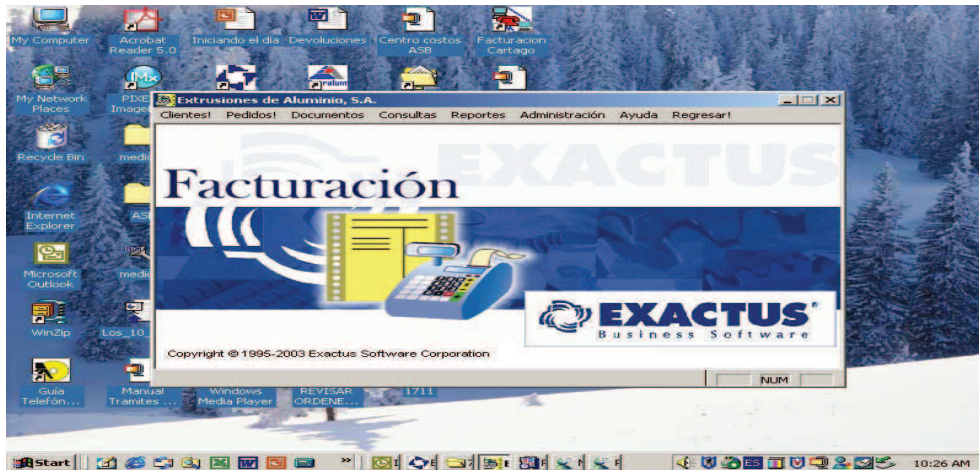 My Computer
Acrobat Reader 5.0
Iniciando el día
Devoluciones
Centro costos ASB
Facturacion Cartago
My Network Places
Extrusiones de Aluminio, S.A.
Clientes! Pedidos! Documentos Consultas Reportes Administración Ayuda Regresar!
Recycle Bin
EXACTUS
Facturación
Internet Explorer
Microsoft Outlook
WinZip
EXACTUS
Business Software
Copyright © 1995-2003 Exactus Software Corporation
NUM
Guía Telefón...
Manual Tramites ...
Windows Media Player
REVISAR ORDENE...
1711
Start
ES
10:26 AM